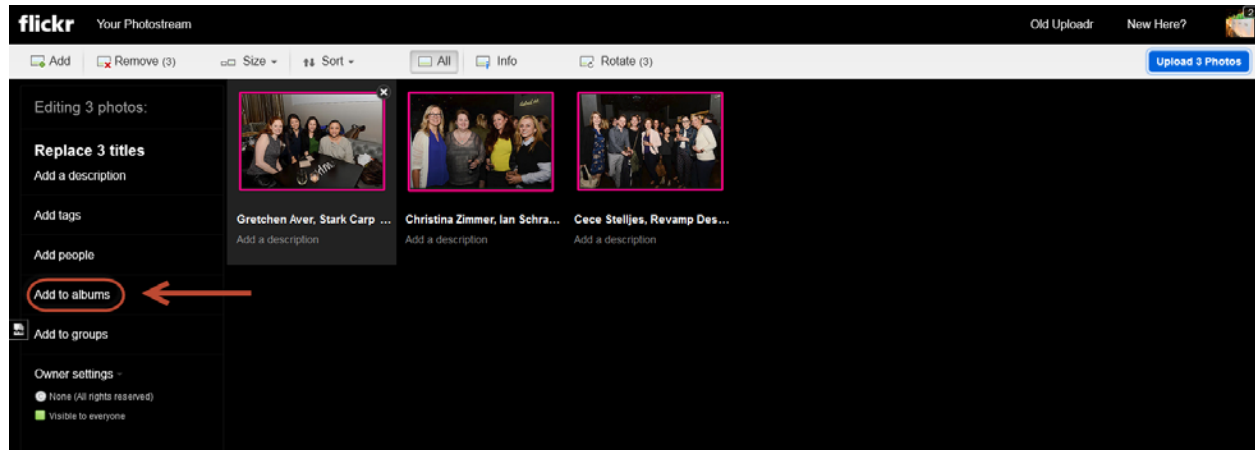 flickr Your Photostream Old Uploadr New Here? 2
Add Remove (3) Size Sort All Info Rotate (3) Upload 3 Photos
Editing 3 photos:
Replace 3 titles
Add a description
Add tags
Add people
Add to albums
Add to groups
Owner settings
None (All rights reserved)
Visible to everyone
Gretchen Aver, Stark Carp ...
Add a description
Christina Zimmer, Ian Schra...
Add a description
Cece Stelljes, Revamp Des...
Add a description